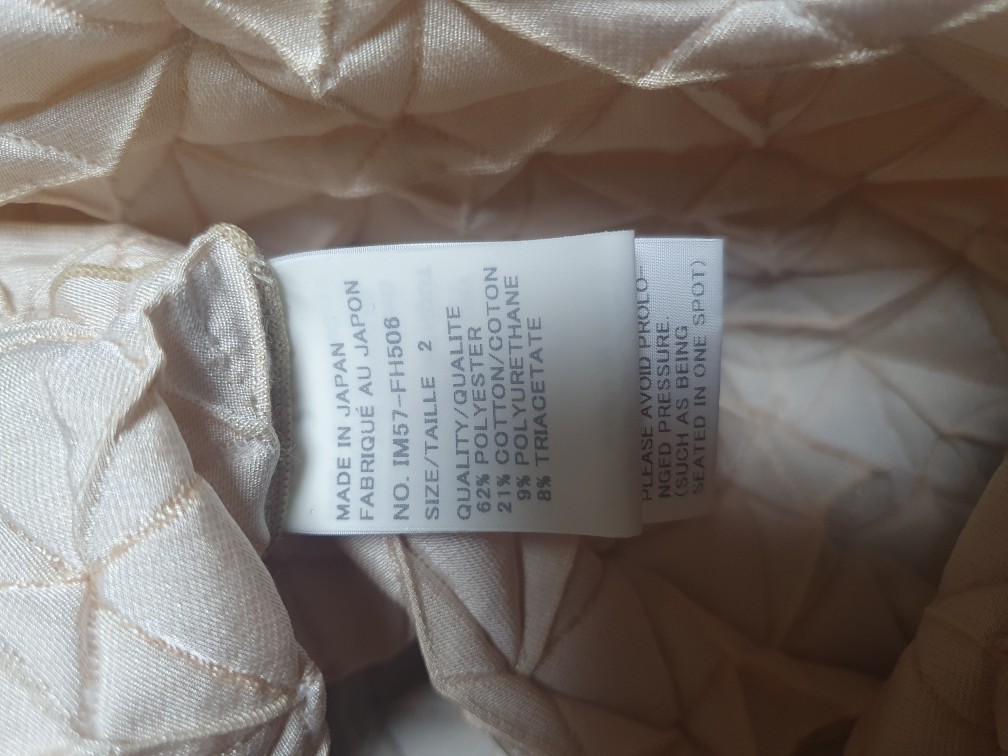 MADE IN JAPAN
FABRIQUÉ AU JAPON
NO. IM57-FH506
SIZE/TAILLE 2
QUALITY/QUALITE
62% POLYESTER
21% COTTON/COTON
9% POLYURETHANE
8% TRIACETATE
PLEASE AVOID PROLO-
NGED PRESSURE.
(SUCH AS BEING
SEATED IN ONE SPOT)